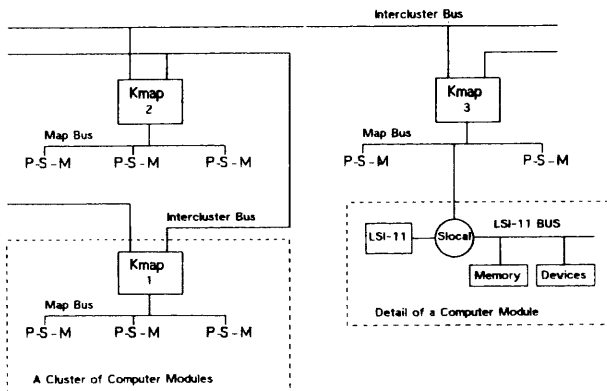 Intercluster Bus
Kmap
2
Kmap
3
Map Bus
Map Bus
P-S-M P-S-M P-S-M
P-S-M P-S-M
Intercluster Bus
LSI-11 BUS
LSI-11
Slocal
Kmap
1
Memory
Devices
Map Bus
Detail of a Computer Module
P-S-M P-S-M P-S-M
A Cluster of Computer Modules